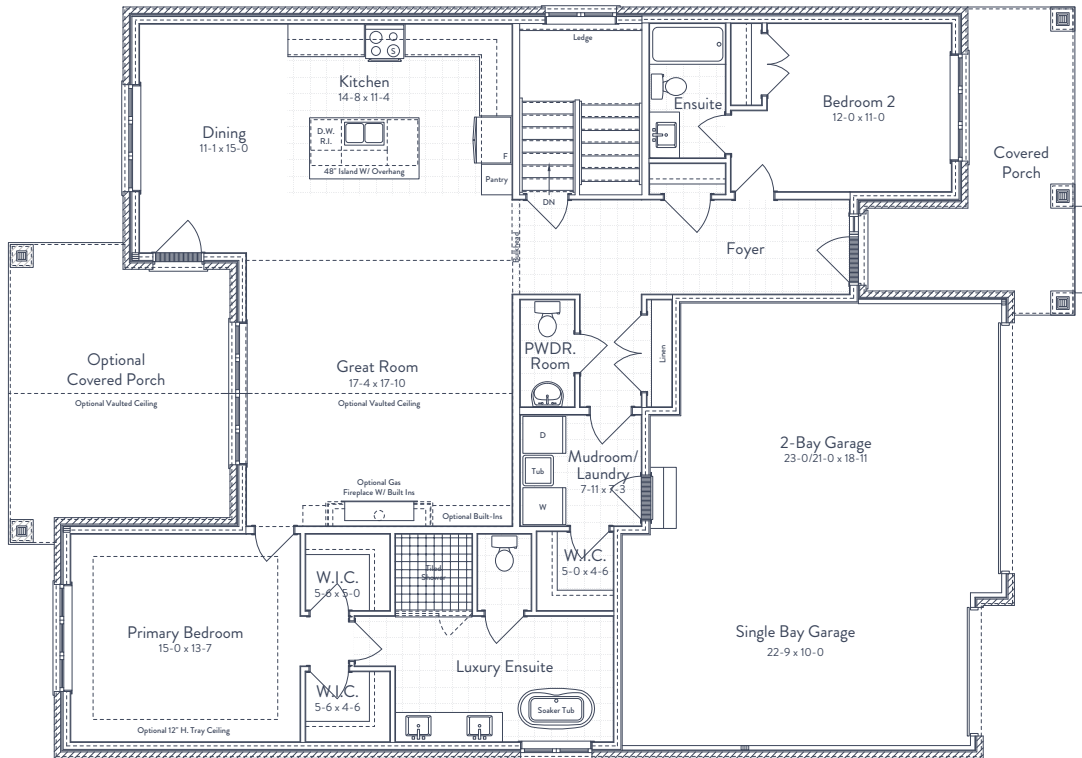 Ledge
Kitchen
14-8 x 11-4
Ensuite
Bedroom 2
12-0 x 11-0
Dining
11-1 x 15-0
D.W.
R.I.
48" Island W/ Overhang
F
Pantry
S
Covered
Porch
DN
Foyer
Optional
Covered Porch
Optional Vaulted Ceiling
Great Room
17-4 x 17-10
Optional Vaulted Ceiling
PWDR.
Room
Linen
2-Bay Garage
23-0/21-0 x 18-11
D
Tub
W
Mudroom/
Laundry
7-11 x 7-3
Optional Gas
Fireplace W/ Built Ins
Optional Built-Ins
W.I.C.
5-0 x 4-6
Tiled
Shower
W.I.C.
5-6 x 5-0
Primary Bedroom
15-0 x 13-7
Single Bay Garage
22-9 x 10-0
Luxury Ensuite
W.I.C.
5-6 x 4-6
Soaker Tub
Optional 12" H. Tray Ceiling